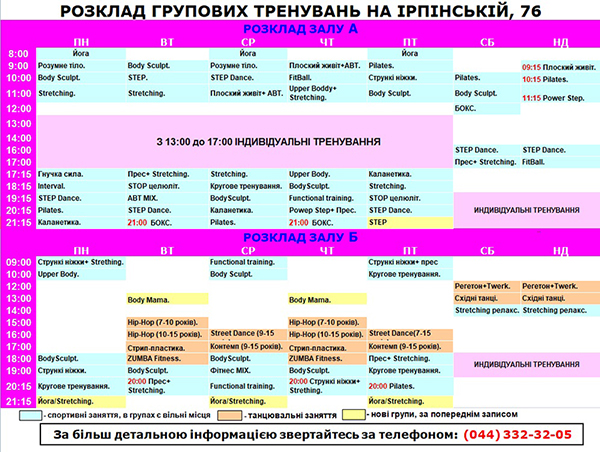 РОЗКЛАД ГРУПОВИХ ТРЕНУВАНЬ НА ІРПІНСЬКІЙ, 76
РОЗКЛАД ЗАЛУ А
ПН ВТ СР ЧТ ПТ СБ НД
8:00 Йога Йога Йога
9:00 Розумне тіло. Body Sculpt. Розумне тіло. Плоский живіт+ АВТ. Pilates. 09:15 Плоский живіт.
10:00 Body Sculpt. STEP. STEP Dance. FitBall. Стрункі ніжки. Pilates. 10:15 Pilates.
11:00 Stretching. Stretching. Плоский живіт + АВТ. Upper Boddy+ Stretching. Body Sculpt. Body Sculpt. 11:15 Power Step.
12:00 БОКС.
13:00
14:00 З 13:00 до 17:00 ІНДИВІДУАЛЬНІ ТРЕНУВАННЯ
16:00 STEP Dance. STEP Dance.
17:00 Прес+ Stretching. FitBall.
17:15 Гнучка сила. Прес+ Stretching. Stretching. Upper Body. Каланетика.
18:15 Interval. STOP целюліт. Кругове тренування. BodySculpt. Stretching.
19:15 STEP Dance. ABT MIX. BodySculpt. Functional training. STOP целюліт.
20:15 Pilates. STEP Dance. Каланетика. Power Step+ Прес. STEP Dance. ИНДИВІДУАЛЬНІ ТРЕНУВАННЯ
21:15 Каланетика. 21:00 БОКС. Pilates. 21:00 БОКС. STEP
РОЗКЛАД ЗАЛУ Б
ПН ВТ СР ЧТ ПТ СБ НД
09:00 Стрункі ніжки+ Strething. Functional training. Стрункі ніжки+ прес
10:00 Upper Body. Body Sculpt. Кругове тренування.
12:00 Регетон+Twerk. Регетон+Twerk.
13:00 Body Mama. Body Mama. Східні танці. Східні танці.
14:00 Stretching релакс. Stretching релакс.
15:00 Hip-Hop (7-10 років). Hip-Hop (7-10 років).
16:00 Hip-Hop (10-15 років). Street Dance (9-15 Hip-Hop (10-15 років). Street Dance(7-15
17:00 Стрип-пластика. Контемп (9-15 років). Стрип-пластика. Контемп (9-15 років).
18:00 BodySculpt. ZUMBA Fitness. BodySculpt. ZUMBA Fitness. Прес+ Stretching. ИНДИВІДУАЛЬНІ ТРЕНУВАННЯ
19:00 Стрункі ніжки. BodySculpt. Фітнес MIX. BodySculpt. BodySculpt.
20:15 Кругове тренування. 20:00 Прес+ Stretching. Functional training. 20:00 Стрункі ніжки+ Strething. 20:00 Pilates.
21:15 Йога/Stretching. Йога/Stretching. Йога/Stretching.
- спортивні заняття, в групах є вільні місця - танцювальні заняття - нові групи, за попереднім записом
За більш детальною інформацією звертайтесь за телефоном: (044) 332-32-05